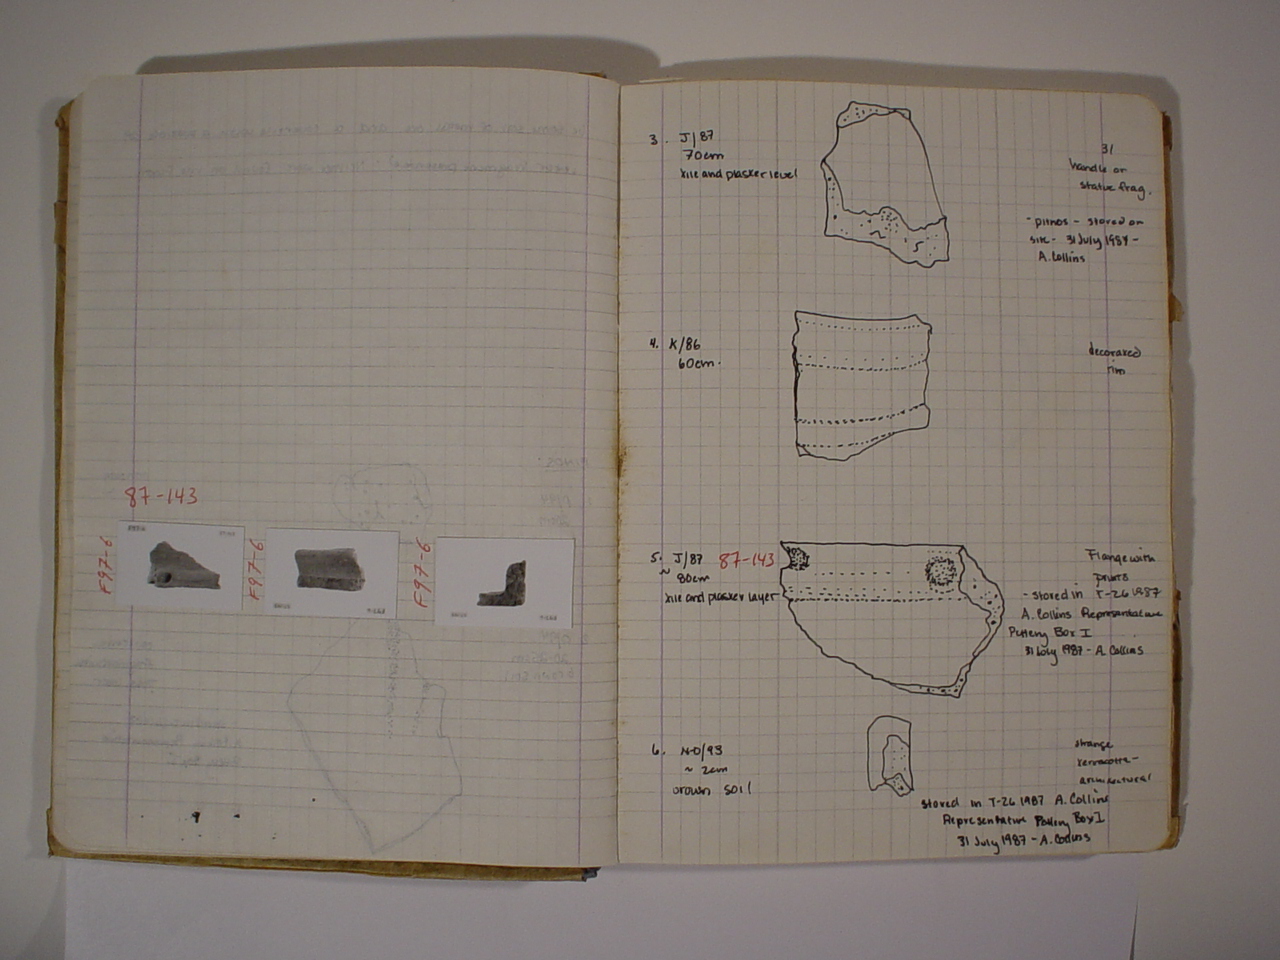 87-143
F97-6
F97-6
F97-6
31
3. J/87
70cm
tile and plaster level
handle or
statue frag.
- pithos - stored on
site - 31 July 1987 -
A. Collins
4. K/86
60cm.
decorated
rim
5. J/87 87-143
~ 80cm
tile and plaster layer
Flange with
prints
- stored in T-26 1987
A. Collins Representative
Pottery Box I
31 July 1987 - A. Collins
6. N-O/93
~ 2cm
brown soil
strange
terracotta -
architectural
stored in T-26 1987 A. Collins
Representative Pottery Box I
31 July 1987 - A. Collins